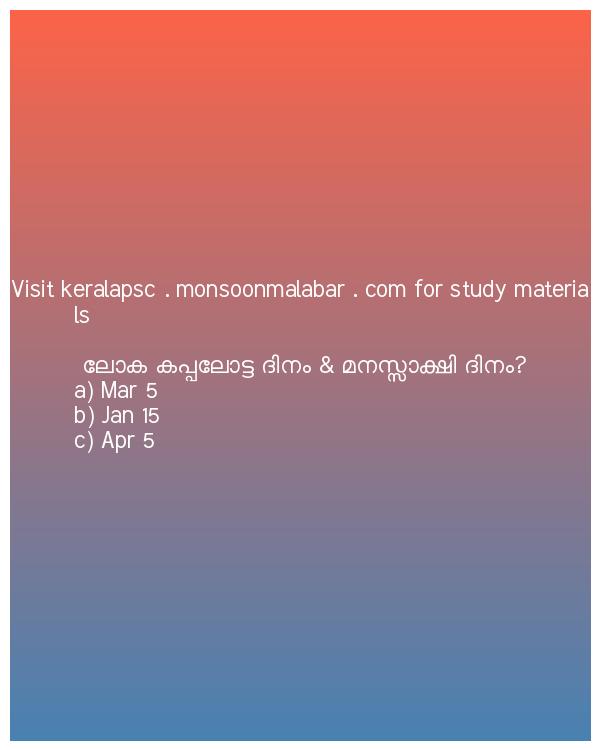 Visit keralapsc . monsoonmalabar . com for study materia
ls
ലോക കപ്പലോട്ട ദിനം & മനസ്സാക്ഷി ദിനം?
a) Mar 5
b) Jan 15
c) Apr 5